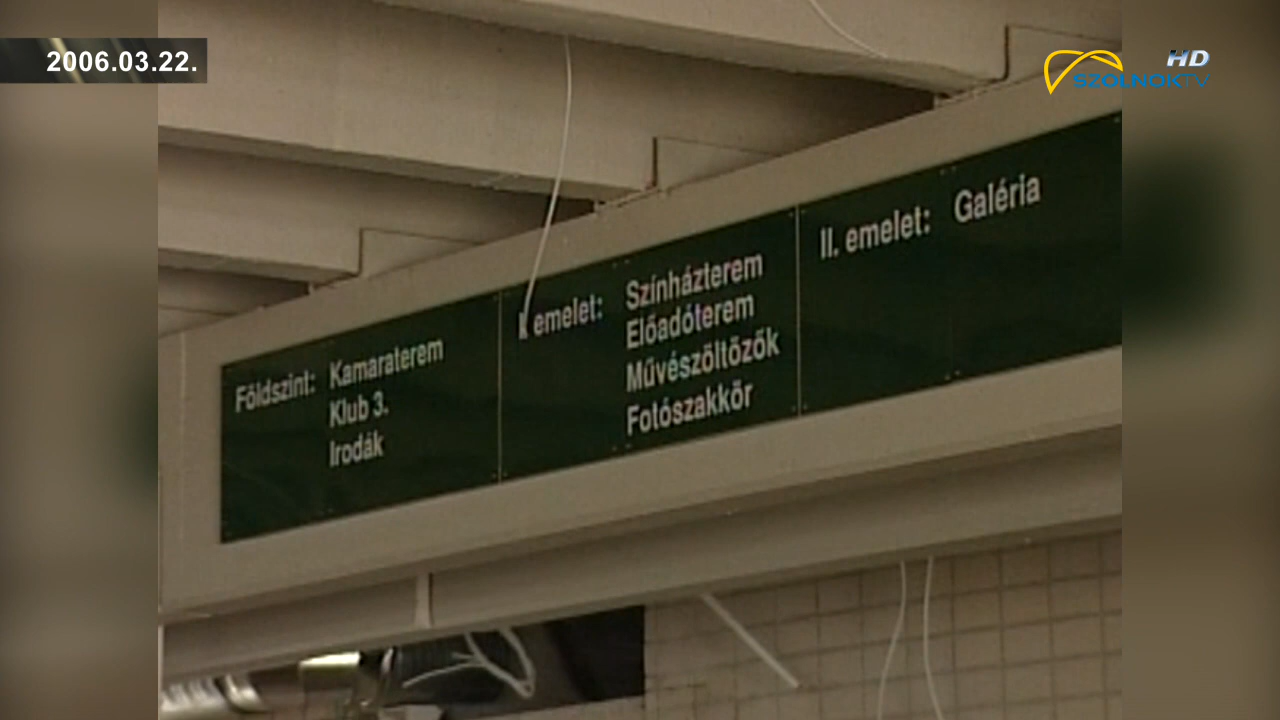 2006.03.22.
HD
SZOLNOKTV
Földszint: Kamaraterem
Klub 3.
Irodák
I. emelet: Színházterem
Előadóterem
Művészöltözők
Fotószakkör
II. emelet: Galéria